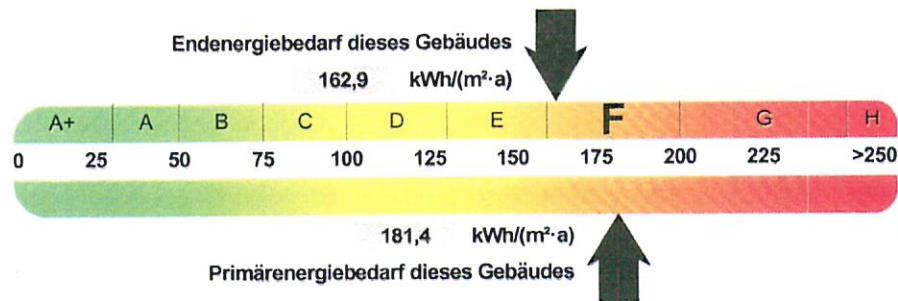 Endenergiebedarf dieses Gebäudes
162,9 kWh/(m²·a)
A+ A B C D E F G H
0 25 50 75 100 125 150 175 200 225 >250
181,4 kWh/(m²·a)
Primärenergiebedarf dieses Gebäudes